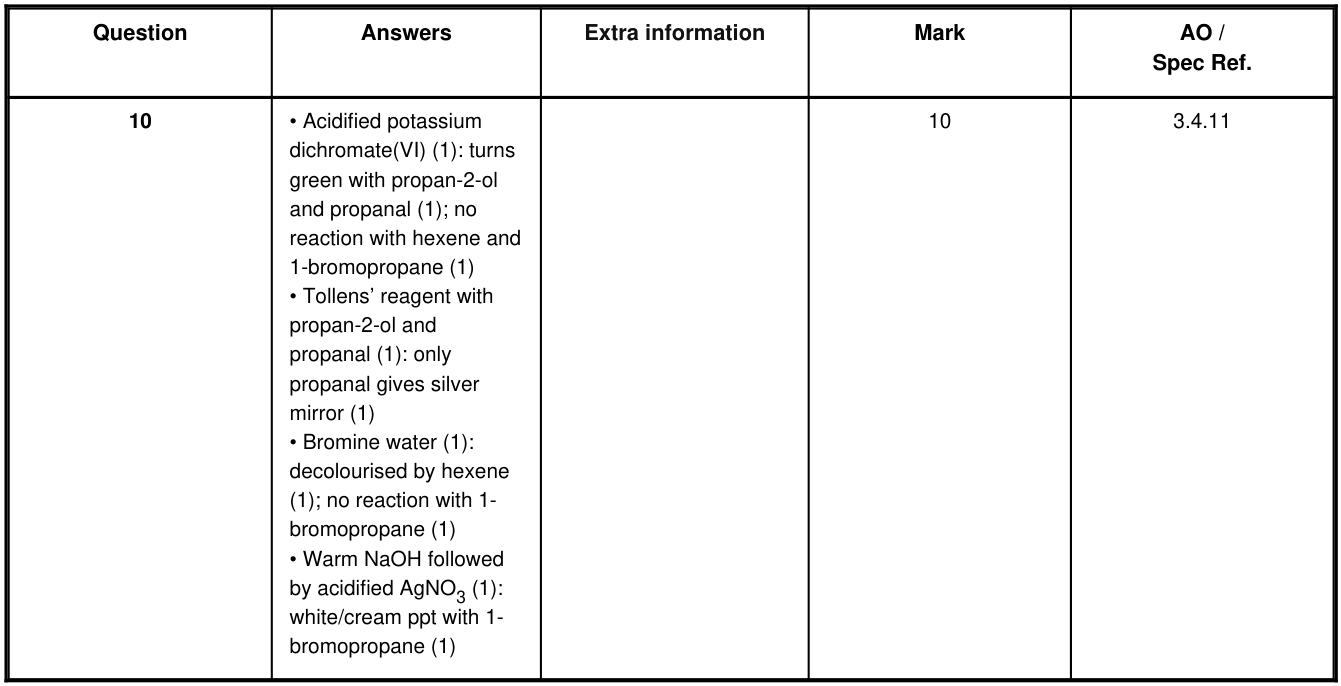 Question Answers Extra information Mark AO /
Spec Ref.
10 • Acidified potassium 10 3.4.11
dichromate(VI) (1): turns
green with propan-2-ol
and propanal (1); no
reaction with hexene and
1-bromopropane (1)
• Tollens’ reagent with
propan-2-ol and
propanal (1): only
propanal gives silver
mirror (1)
• Bromine water (1):
decolourised by hexene
(1); no reaction with 1-
bromopropane (1)
• Warm NaOH followed
by acidified AgNO₃ (1):
white/cream ppt with 1-
bromopropane (1)